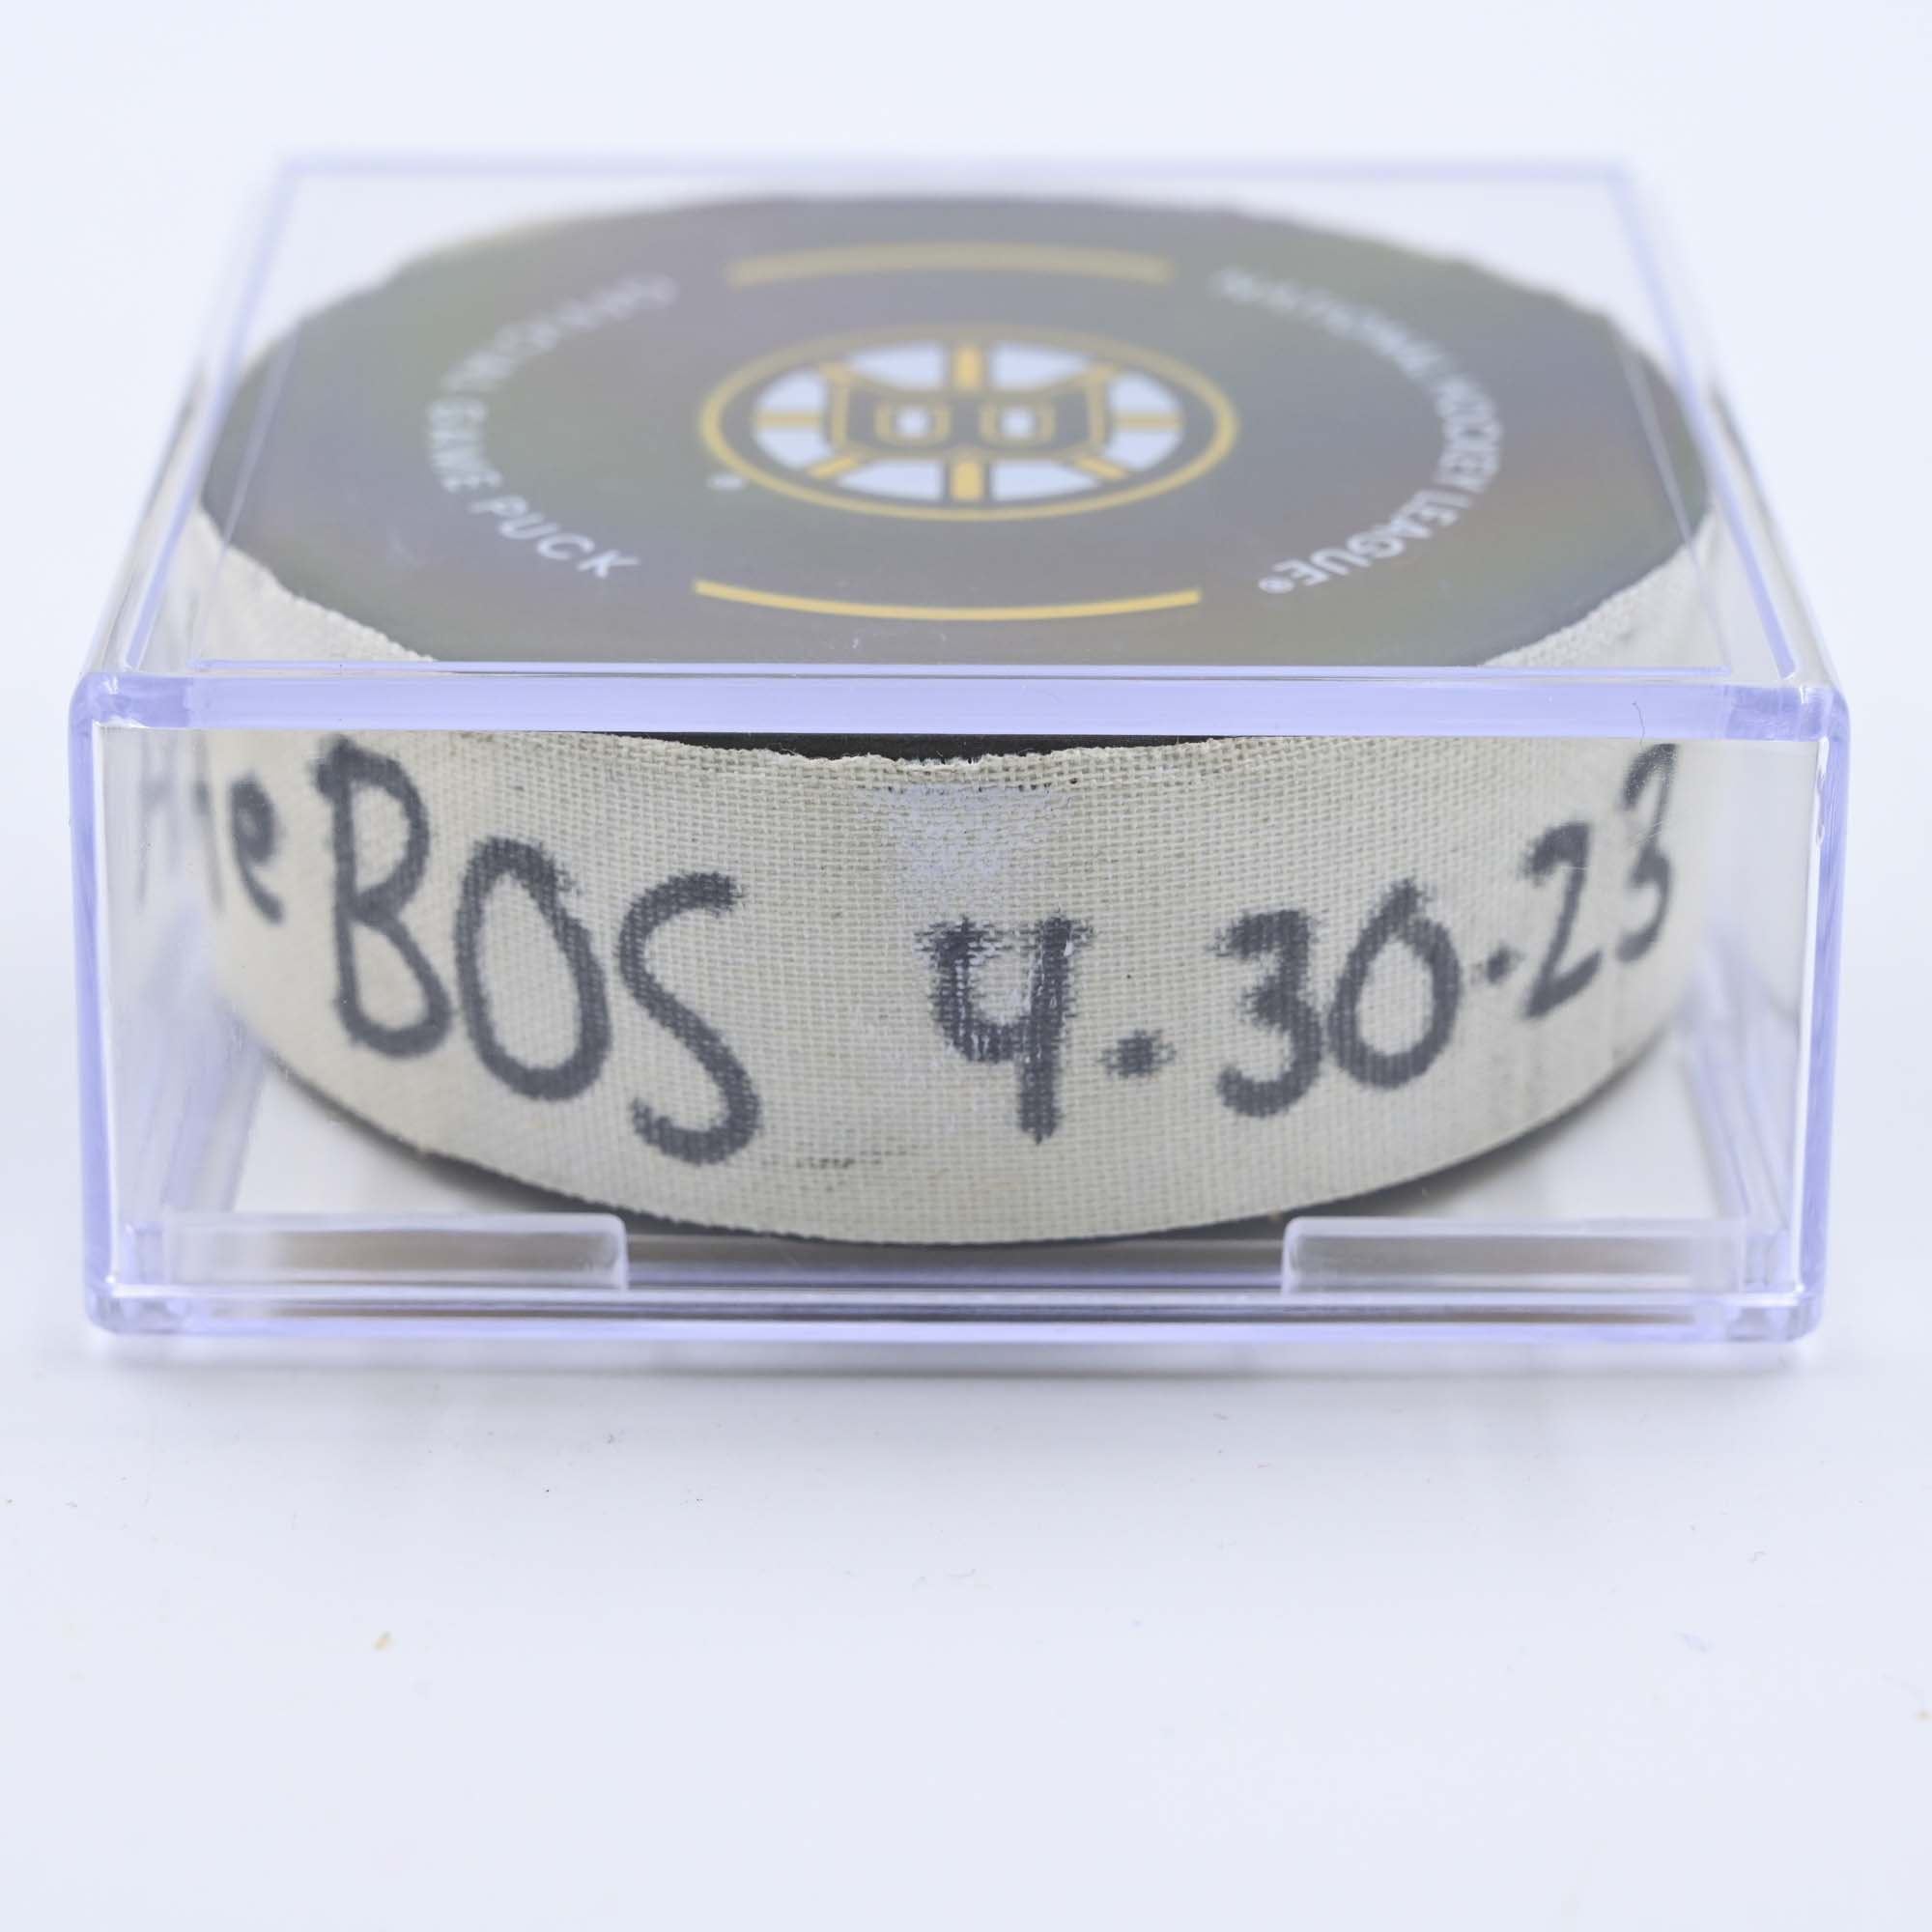 OFFICIAL GAME PUCK
NATIONAL HOCKEY LEAGUE®
B
®
BOS 4.30.23